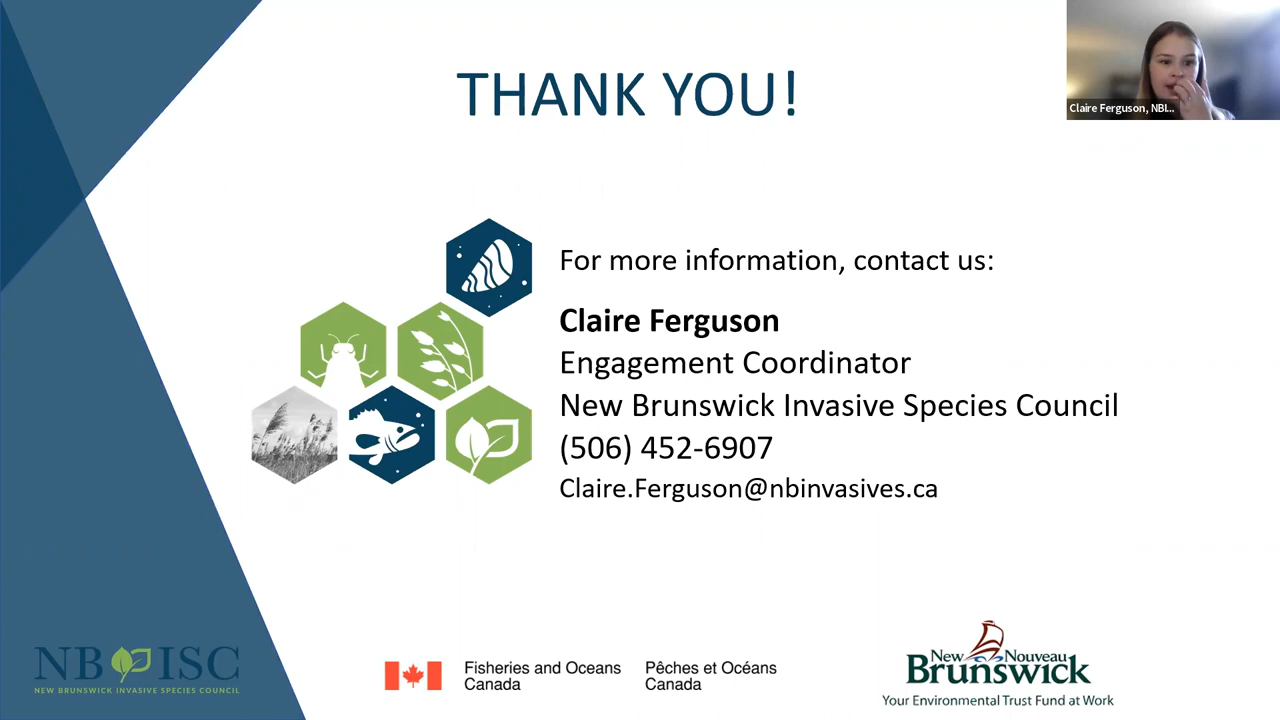 THANK YOU!
Claire Ferguson, NBI...
For more information, contact us:
Claire Ferguson
Engagement Coordinator
New Brunswick Invasive Species Council
(506) 452-6907
Claire.Ferguson@nbinvasives.ca
NB ISC
NEW BRUNSWICK INVASIVE SPECIES COUNCIL
Fisheries and Oceans
Canada
Pêches et Océans
Canada
New Nouveau
Brunswick
Your Environmental Trust Fund at Work